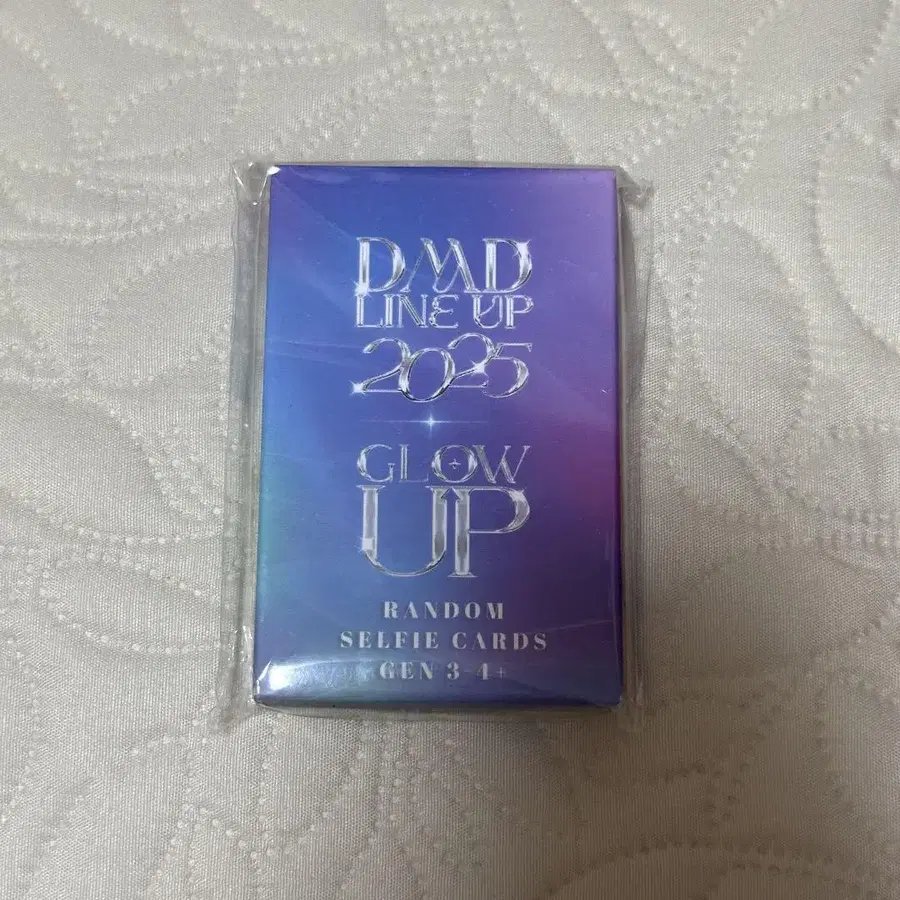 DMD
LINE UP
2025
GLOW
UP
RANDOM
SELFIE CARDS
GEN 3-4+